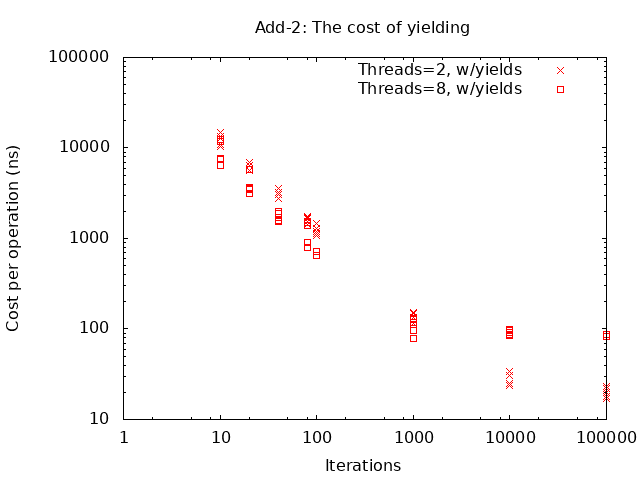 Add-2: The cost of yielding
Threads=2, w/yields
Threads=8, w/yields
Cost per operation (ns)
100000
10000
1000
100
10
1 10 100 1000 10000 100000
Iterations